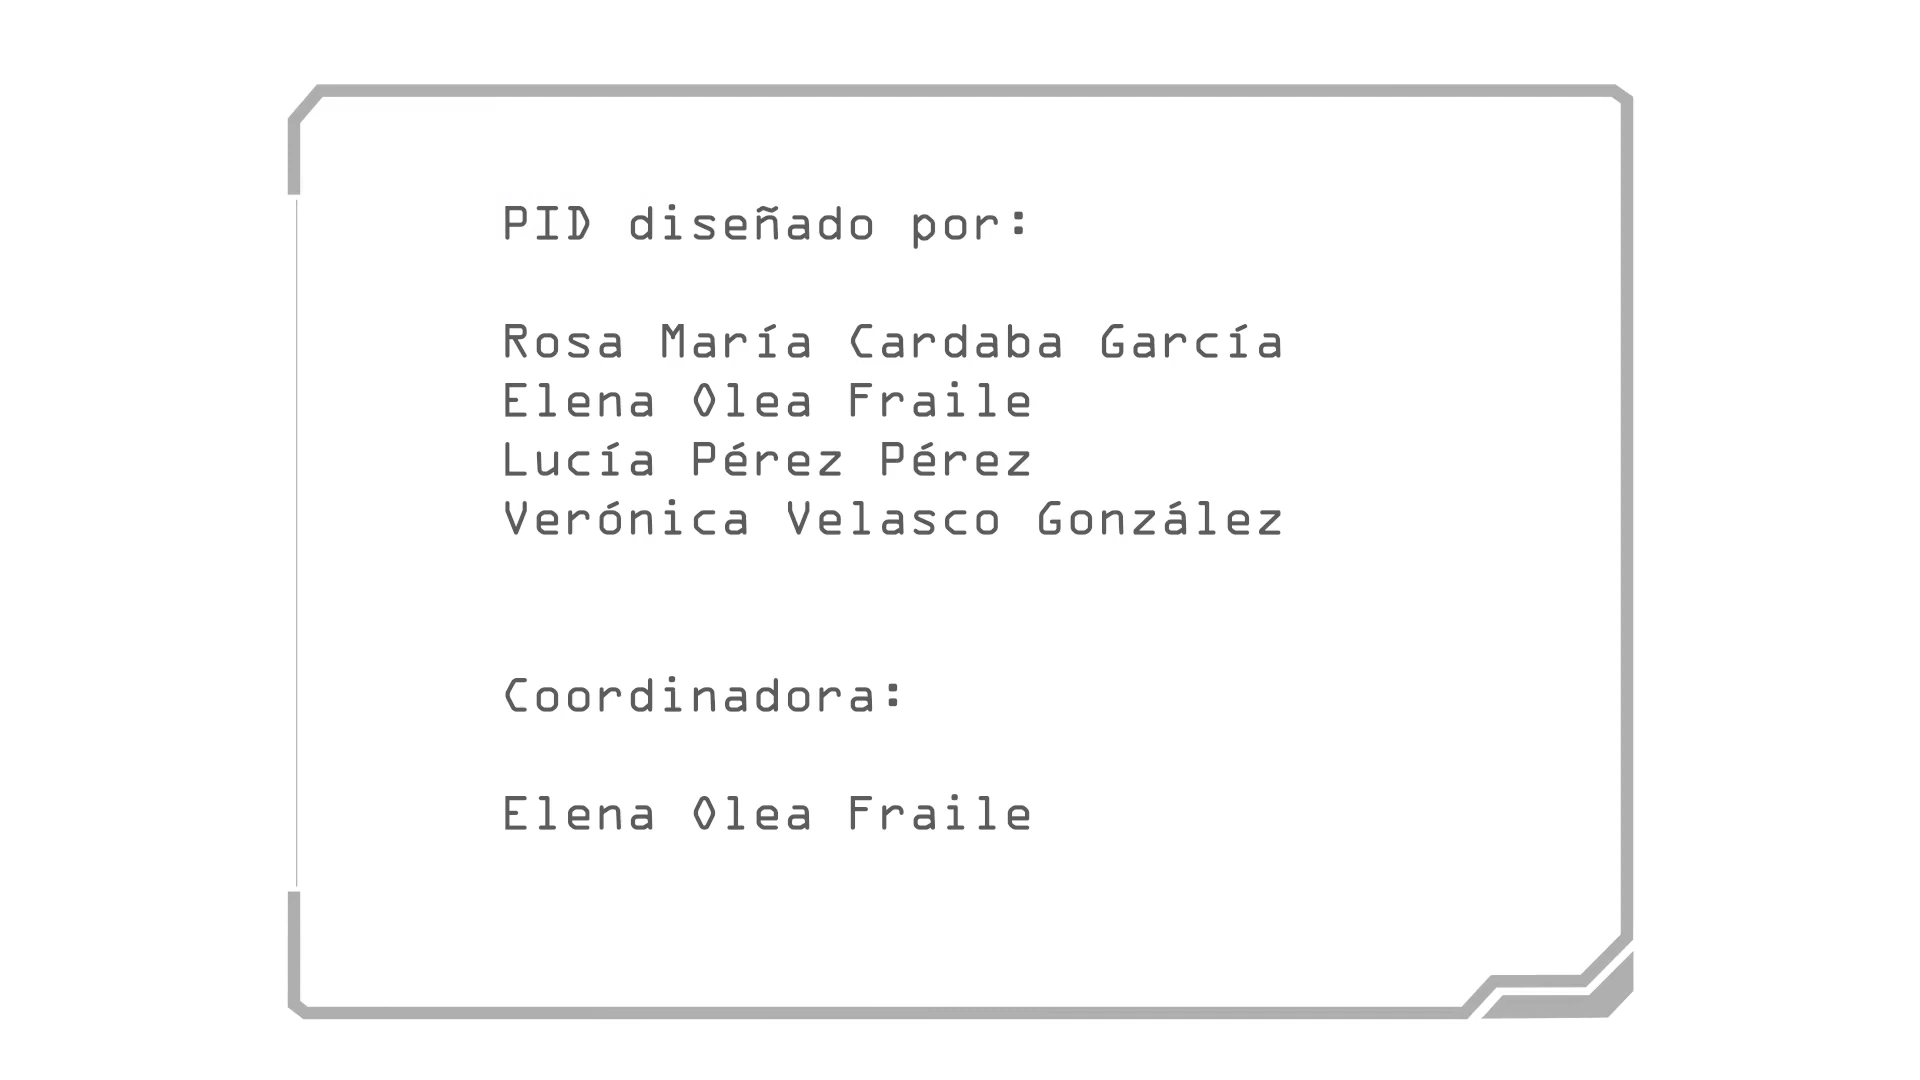 PID diseñado por:
Rosa María Cardaba García
Elena Olea Fraile
Lucía Pérez Pérez
Verónica Velasco González
Coordinadora:
Elena Olea Fraile